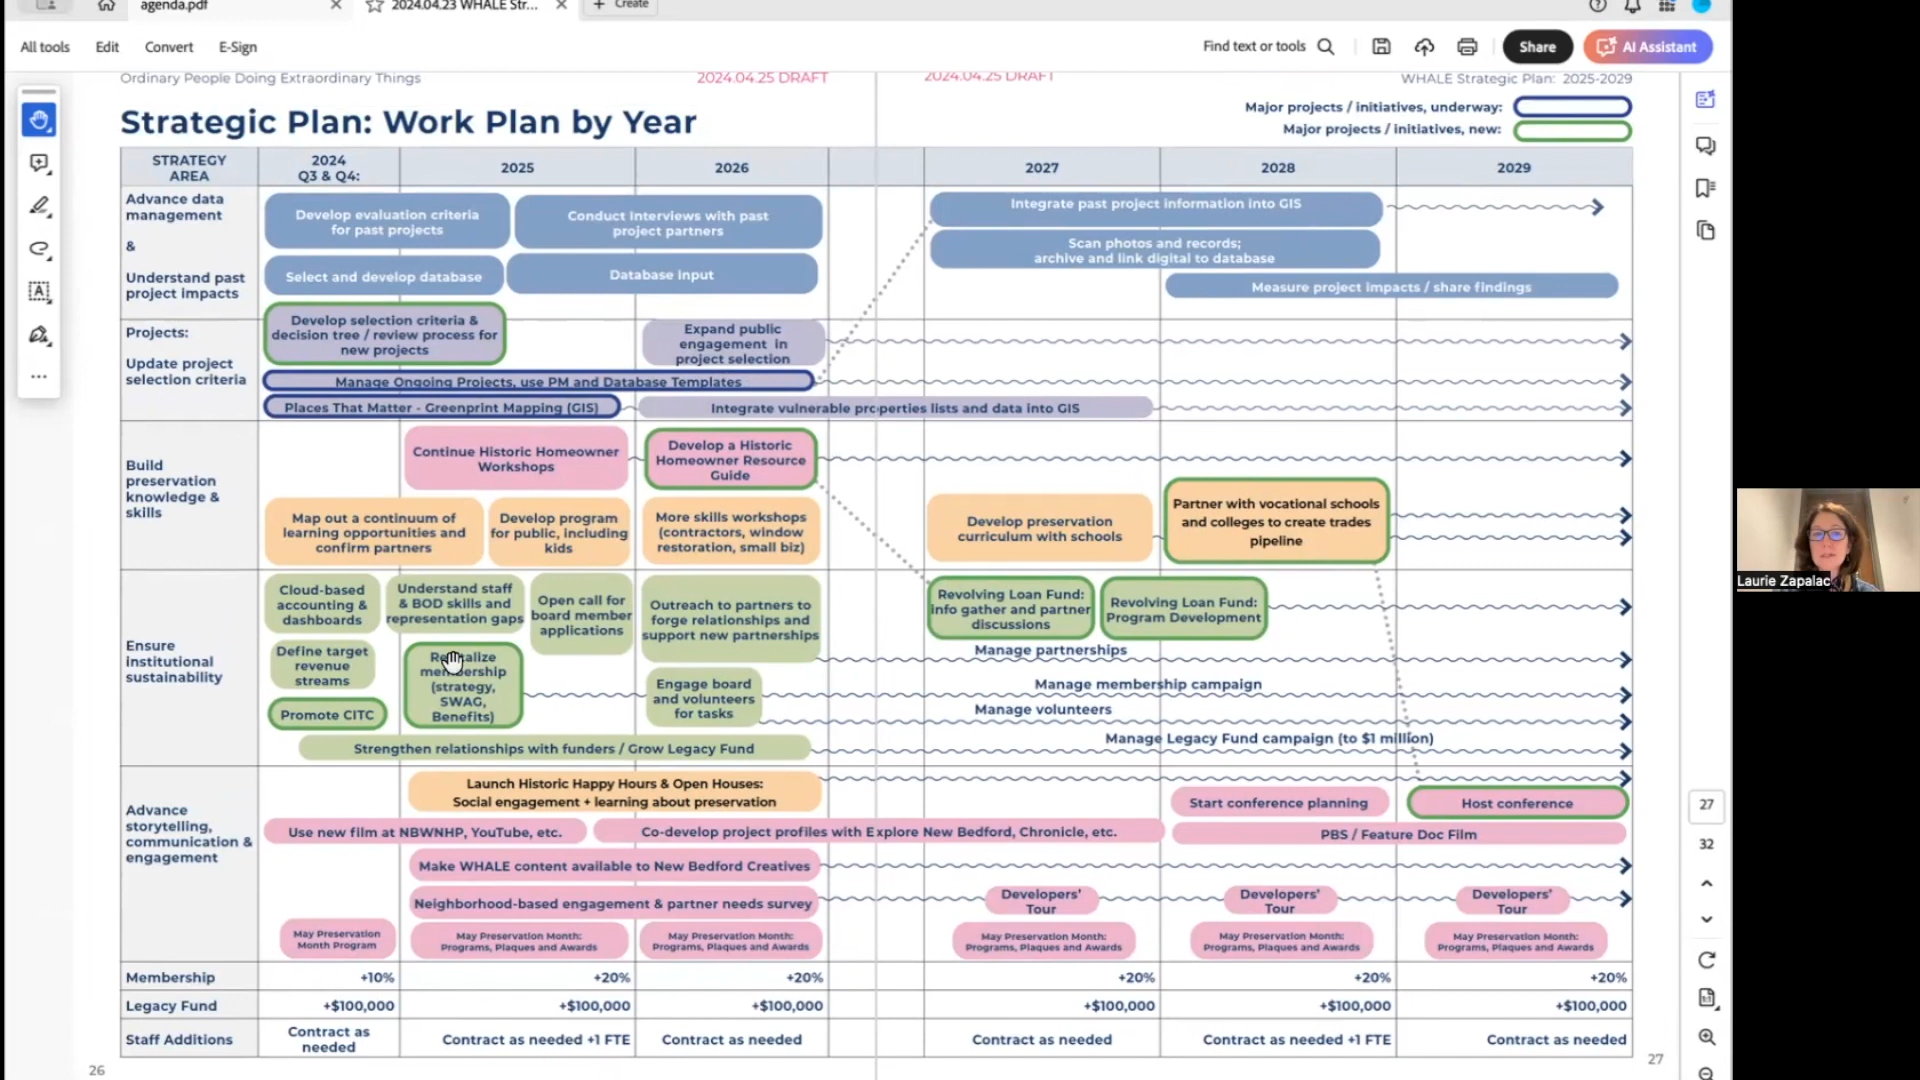 agenda.pdf
2024.04.23 WHALE Str...
+ Create
All tools
Edit
Convert
E-Sign
Find text or tools
Share
AI Assistant
Ordinary People Doing Extraordinary Things
2024.04.25 DRAFT
2024.04.25 DRAFT
WHALE Strategic Plan: 2025-2029
Strategic Plan: Work Plan by Year
Major projects / initiatives, underway:
Major projects / initiatives, new:
STRATEGY
AREA
2024
Q3 & Q4:
2025
2026
2027
2028
2029
Advance data
management
&
Understand past
project impacts
Develop evaluation criteria
for past projects
Conduct Interviews with past
project partners
Select and develop database
Database input
Integrate past project information into GIS
Scan photos and records;
archive and link digital to database
Measure project impacts / share findings
Projects:
Update project
selection criteria
Develop selection criteria &
decision tree / review process for
new projects
Expand public
engagement in
project selection
Manage Ongoing Projects, use PM and Database Templates
Places That Matter - Greenprint Mapping (GIS)
Integrate vulnerable properties lists and data into GIS
Build
preservation
knowledge &
skills
Continue Historic Homeowner
Workshops
Develop a Historic
Homeowner Resource
Guide
Map out a continuum of
learning opportunities and
confirm partners
Develop program
for public, including
kids
More skills workshops
(contractors, window
restoration, small biz)
Develop preservation
curriculum with schools
Partner with vocational schools
and colleges to create trades
pipeline
Ensure
institutional
sustainability
Cloud-based
accounting &
dashboards
Understand staff
& BOD skills and
representation gaps
Open call for
board member
applications
Outreach to partners to
forge relationships and
support new partnerships
Revolving Loan Fund:
info gather and partner
discussions
Revolving Loan Fund:
Program Development
Define target
revenue
streams
membership
(strategy,
SWAG,
Benefits)
Promote CITC
Engage board
and volunteers
for tasks
Manage partnerships
Manage membership campaign
Manage volunteers
Strengthen relationships with funders / Grow Legacy Fund
Manage Legacy Fund campaign (to $1 million)
Advance
storytelling,
communication &
engagement
Launch Historic Happy Hours & Open Houses:
Social engagement + learning about preservation
Start conference planning
Host conference
Use new film at NBWNHP, YouTube, etc.
Co-develop project profiles with Explore New Bedford, Chronicle, etc.
PBS / Feature Doc Film
Make WHALE content available to New Bedford Creatives
Neighborhood-based engagement & partner needs survey
Developers'
Tour
Developers'
Tour
Developers'
Tour
May Preservation
Month Program
May Preservation Month:
Programs, Plaques and Awards
May Preservation Month:
Programs, Plaques and Awards
May Preservation Month:
Programs, Plaques and Awards
May Preservation Month:
Programs, Plaques and Awards
May Preservation Month:
Programs, Plaques and Awards
Membership
+10%
+20%
+20%
+20%
+20%
+20%
Legacy Fund
+$100,000
+$100,000
+$100,000
+$100,000
+$100,000
+$100,000
Staff Additions
Contract as
needed
Contract as needed +1 FTE
Contract as needed
Contract as needed
Contract as needed +1 FTE
Contract as needed
26
27
27
32
Laurie Zapalac